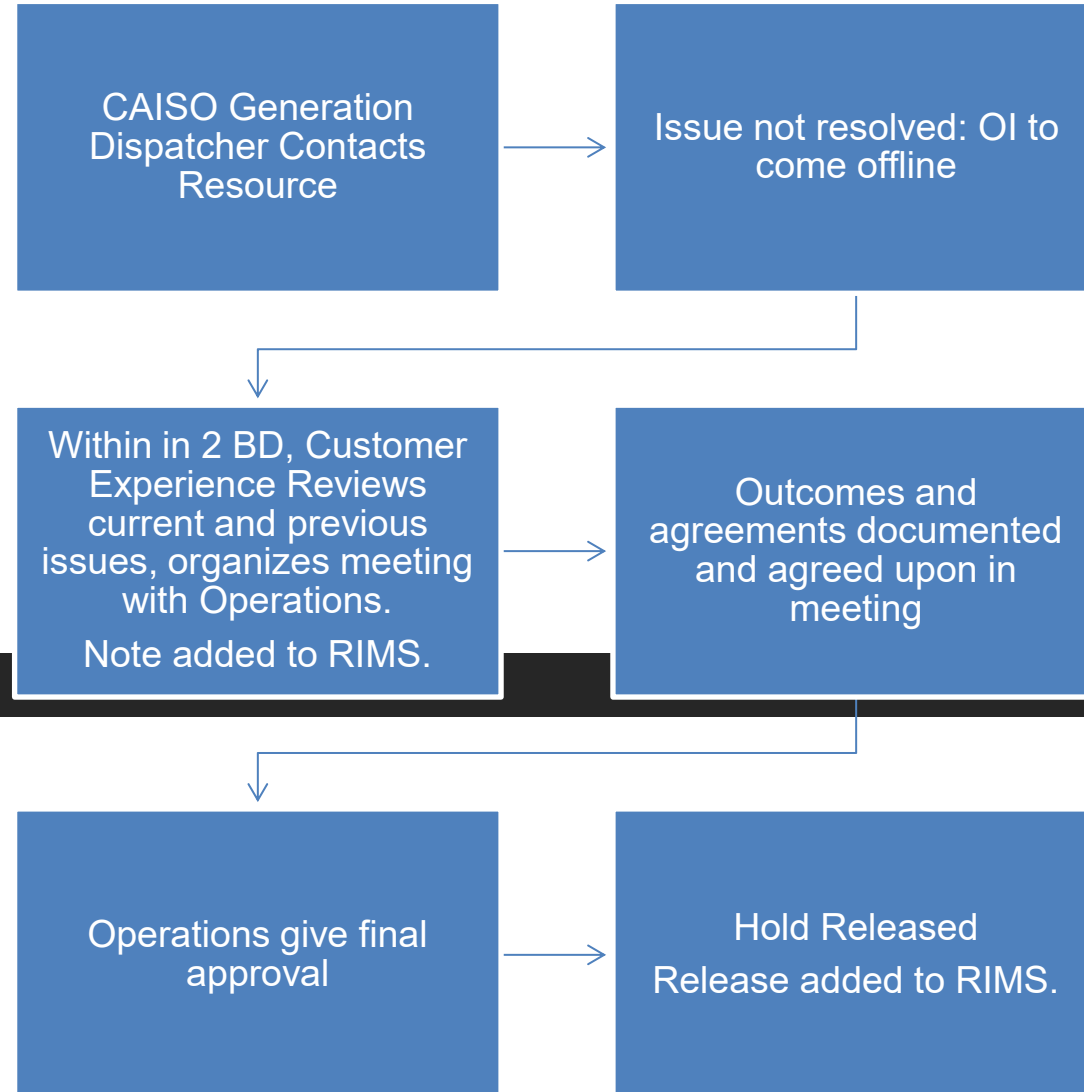 CAISO Generation
Dispatcher Contacts
Resource
Issue not resolved: OI to
come offline
Within in 2 BD, Customer
Experience Reviews
current and previous
issues, organizes meeting
with Operations.
Note added to RIMS.
Outcomes and
agreements documented
and agreed upon in
meeting
Operations give final
approval
Hold Released
Release added to RIMS.